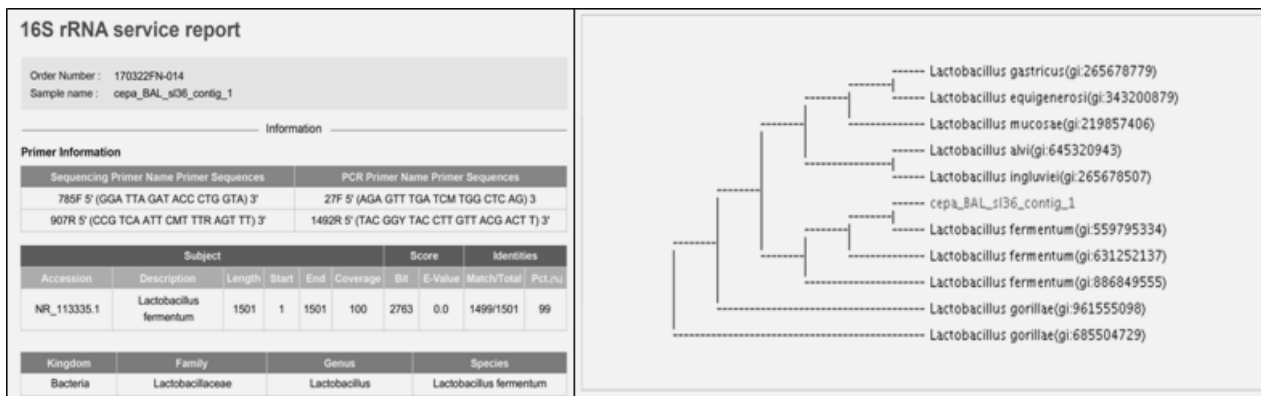 16S rRNA service report
Order Number : 170322FN-014
Sample name : cepa_BAL_sl36_contig_1
Information
Primer Information
Sequencing Primer Name Primer Sequences PCR Primer Name Primer Sequences
785F 5' (GGA TTA GAT ACC CTG GTA) 3' 27F 5' (AGA GTT TGA TCM TGG CTC AG) 3
907R 5' (CCG TCA ATT CMT TTR AGT TT) 3' 1492R 5' (TAC GGY TAC CTT GTT ACG ACT T) 3'
Subject Score Identities
Accession Description Length Start End Coverage Bit E-Value Match/Total Pct.(%)
NR_113335.1 Lactobacillus fermentum 1501 1 1501 100 2763 0.0 1499/1501 99
Kingdom Family Genus Species
Bacteria Lactobacillaceae Lactobacillus Lactobacillus fermentum
Lactobacillus gastricus(gi:265678779)
Lactobacillus equigenerosi(gi:343200879)
Lactobacillus mucosae(gi:219857406)
Lactobacillus alvi(gi:645320943)
Lactobacillus ingluviei(gi:265678507)
cepa_BAL_sl36_contig_1
Lactobacillus fermentum(gi:559795334)
Lactobacillus fermentum(gi:631252137)
Lactobacillus fermentum(gi:886849555)
Lactobacillus gorillae(gi:961555098)
Lactobacillus gorillae(gi:685504729)